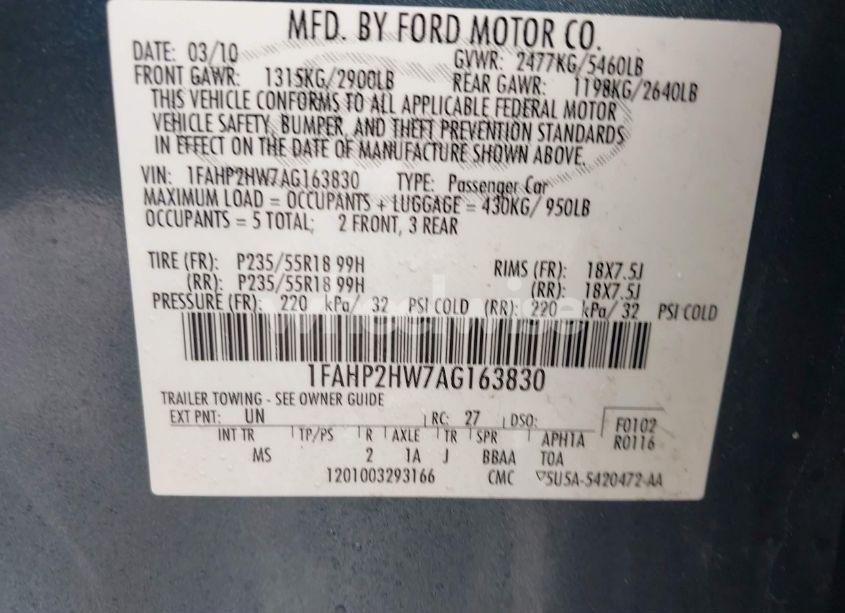 MFD. BY FORD MOTOR CO.
DATE: 03/10 GVWR: 2477KG/5460LB
FRONT GAWR: 1315KG/2900LB REAR GAWR: 1198KG/2640LB
THIS VEHICLE CONFORMS TO ALL APPLICABLE FEDERAL MOTOR
VEHICLE SAFETY, BUMPER, AND THEFT PREVENTION STANDARDS
IN EFFECT ON THE DATE OF MANUFACTURE SHOWN ABOVE.
VIN: 1FAHP2HW7AG163830 TYPE: Passenger Car
MAXIMUM LOAD = OCCUPANTS + LUGGAGE = 430KG/ 950LB
OCCUPANTS = 5 TOTAL; 2 FRONT, 3 REAR
TIRE (FR): P235/55R18 99H RIMS (FR): 18X7.5J
(RR): P235/55R18 99H (RR): 18X7.5J
PRESSURE (FR): 220 kPa/ 32 PSI COLD (RR): 220 kPa/ 32 PSI COLD
1FAHP2HW7AG163830
TRAILER TOWING - SEE OWNER GUIDE
EXT PNT: UN RC: 27 DSO: F0102
INT TR TP/PS R AXLE TR SPR APH1A R0116
MS 2 1A J BBAA TOA
1201003293166 CMC 5U5A-5420472-AA